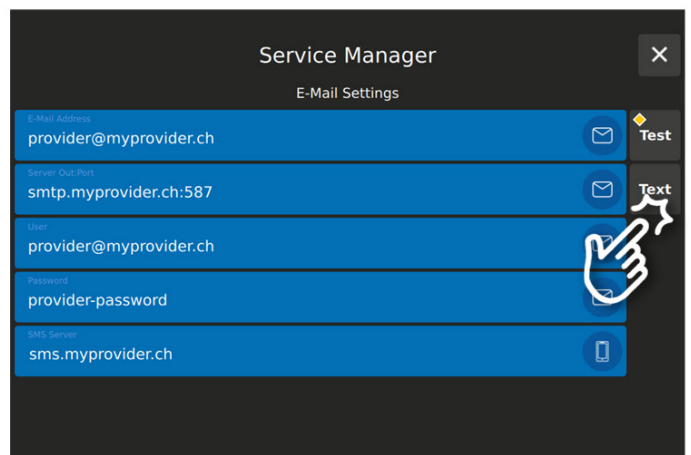 Service Manager
E-Mail Settings
E-Mail Address
provider@myprovider.ch
Test
Server Out:Port
smtp.myprovider.ch:587
Text
User
provider@myprovider.ch
Password
provider-password
SMS Server
sms.myprovider.ch